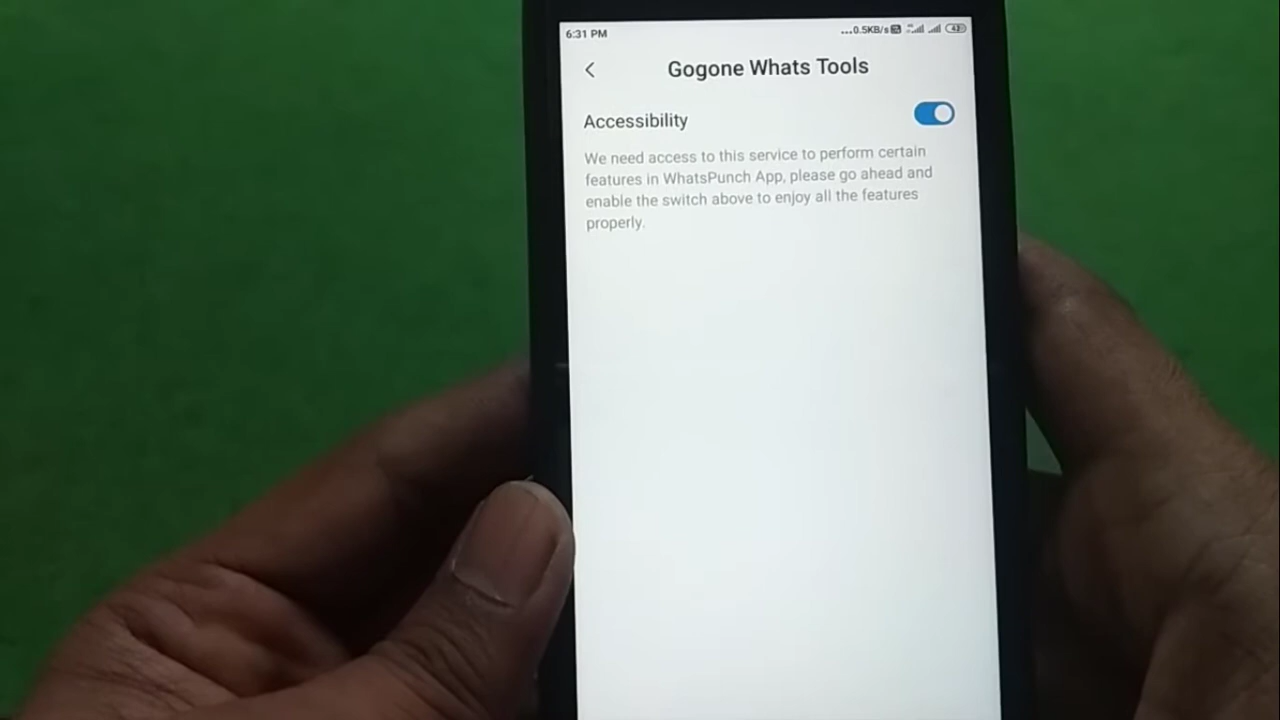 6:31 PM
...0.5KB/s
Gogone Whats Tools
Accessibility
We need access to this service to perform certain
features in WhatsPunch App, please go ahead and
enable the switch above to enjoy all the features
properly.